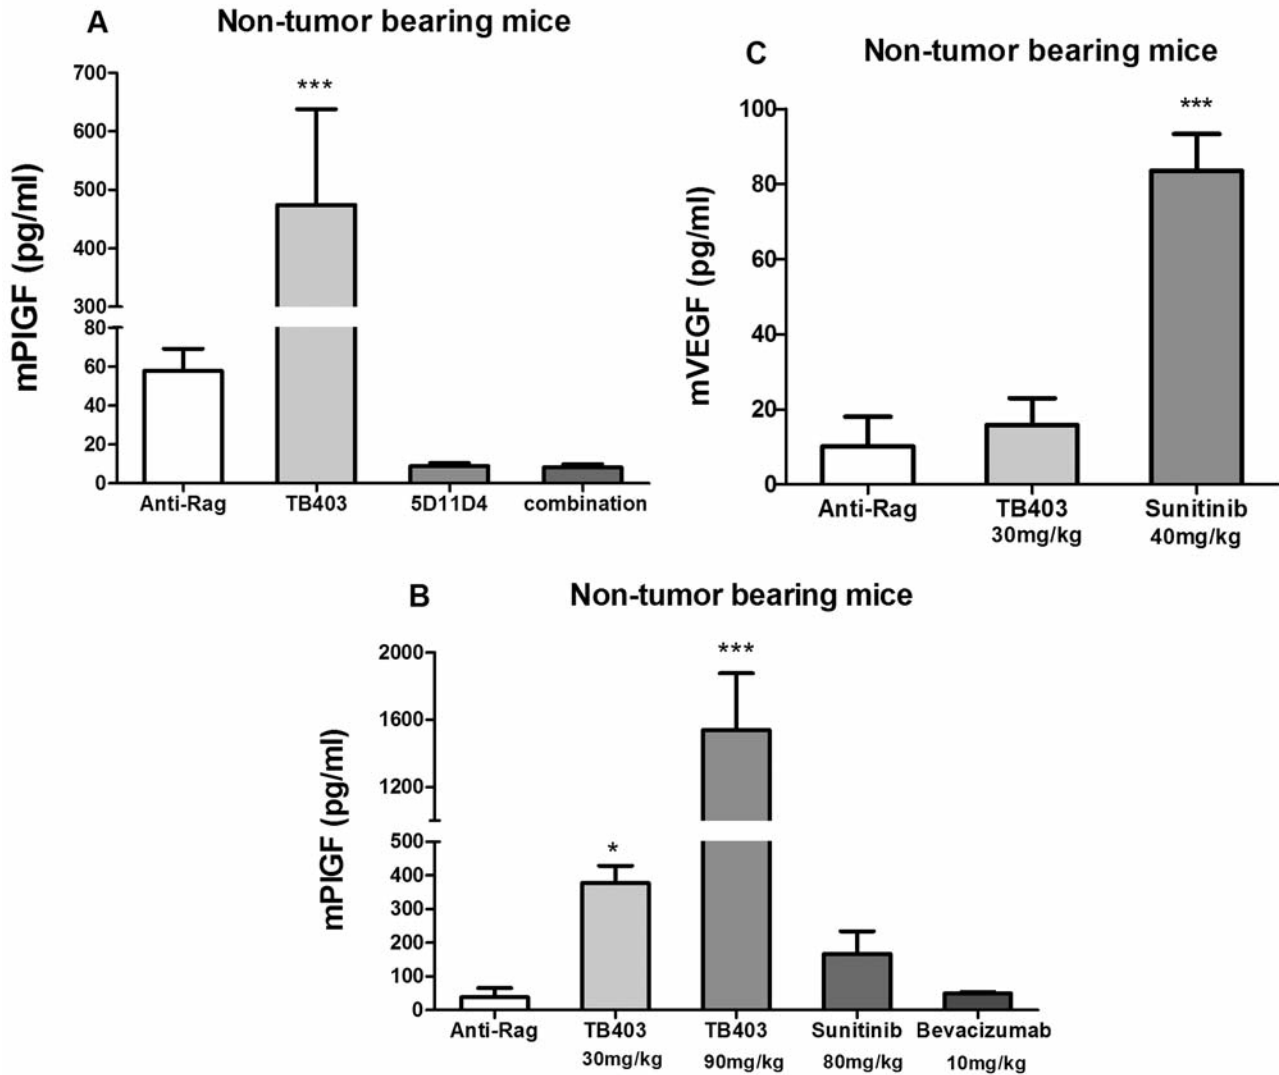 A
Non-tumor bearing mice
mPlGF (pg/ml)
700
600
500
400
300
80
60
40
20
0
***
Anti-Rag TB403 5D11D4 combination
C
Non-tumor bearing mice
mVEGF (pg/ml)
100
80
60
40
20
0
***
Anti-Rag TB403 Sunitinib
30mg/kg 40mg/kg
B
Non-tumor bearing mice
mPlGF (pg/ml)
2000
1600
1200
500
400
300
200
100
0
*
***
Anti-Rag TB403 TB403 Sunitinib Bevacizumab
30mg/kg 90mg/kg 80mg/kg 10mg/kg